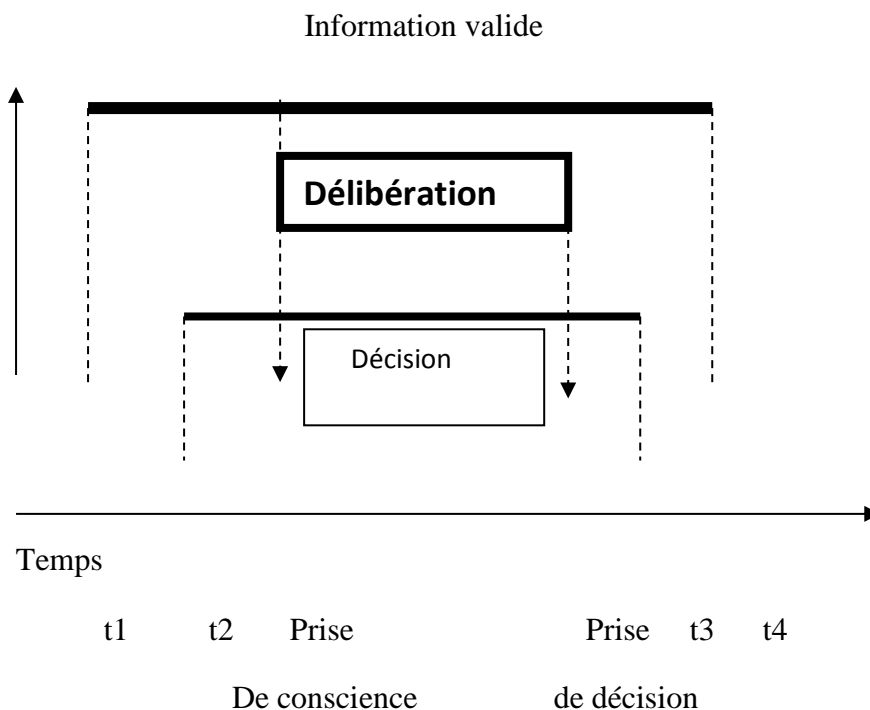 Information valide
Délibération
Décision
Temps
t1 t2 Prise Prise t3 t4
De conscience de décision